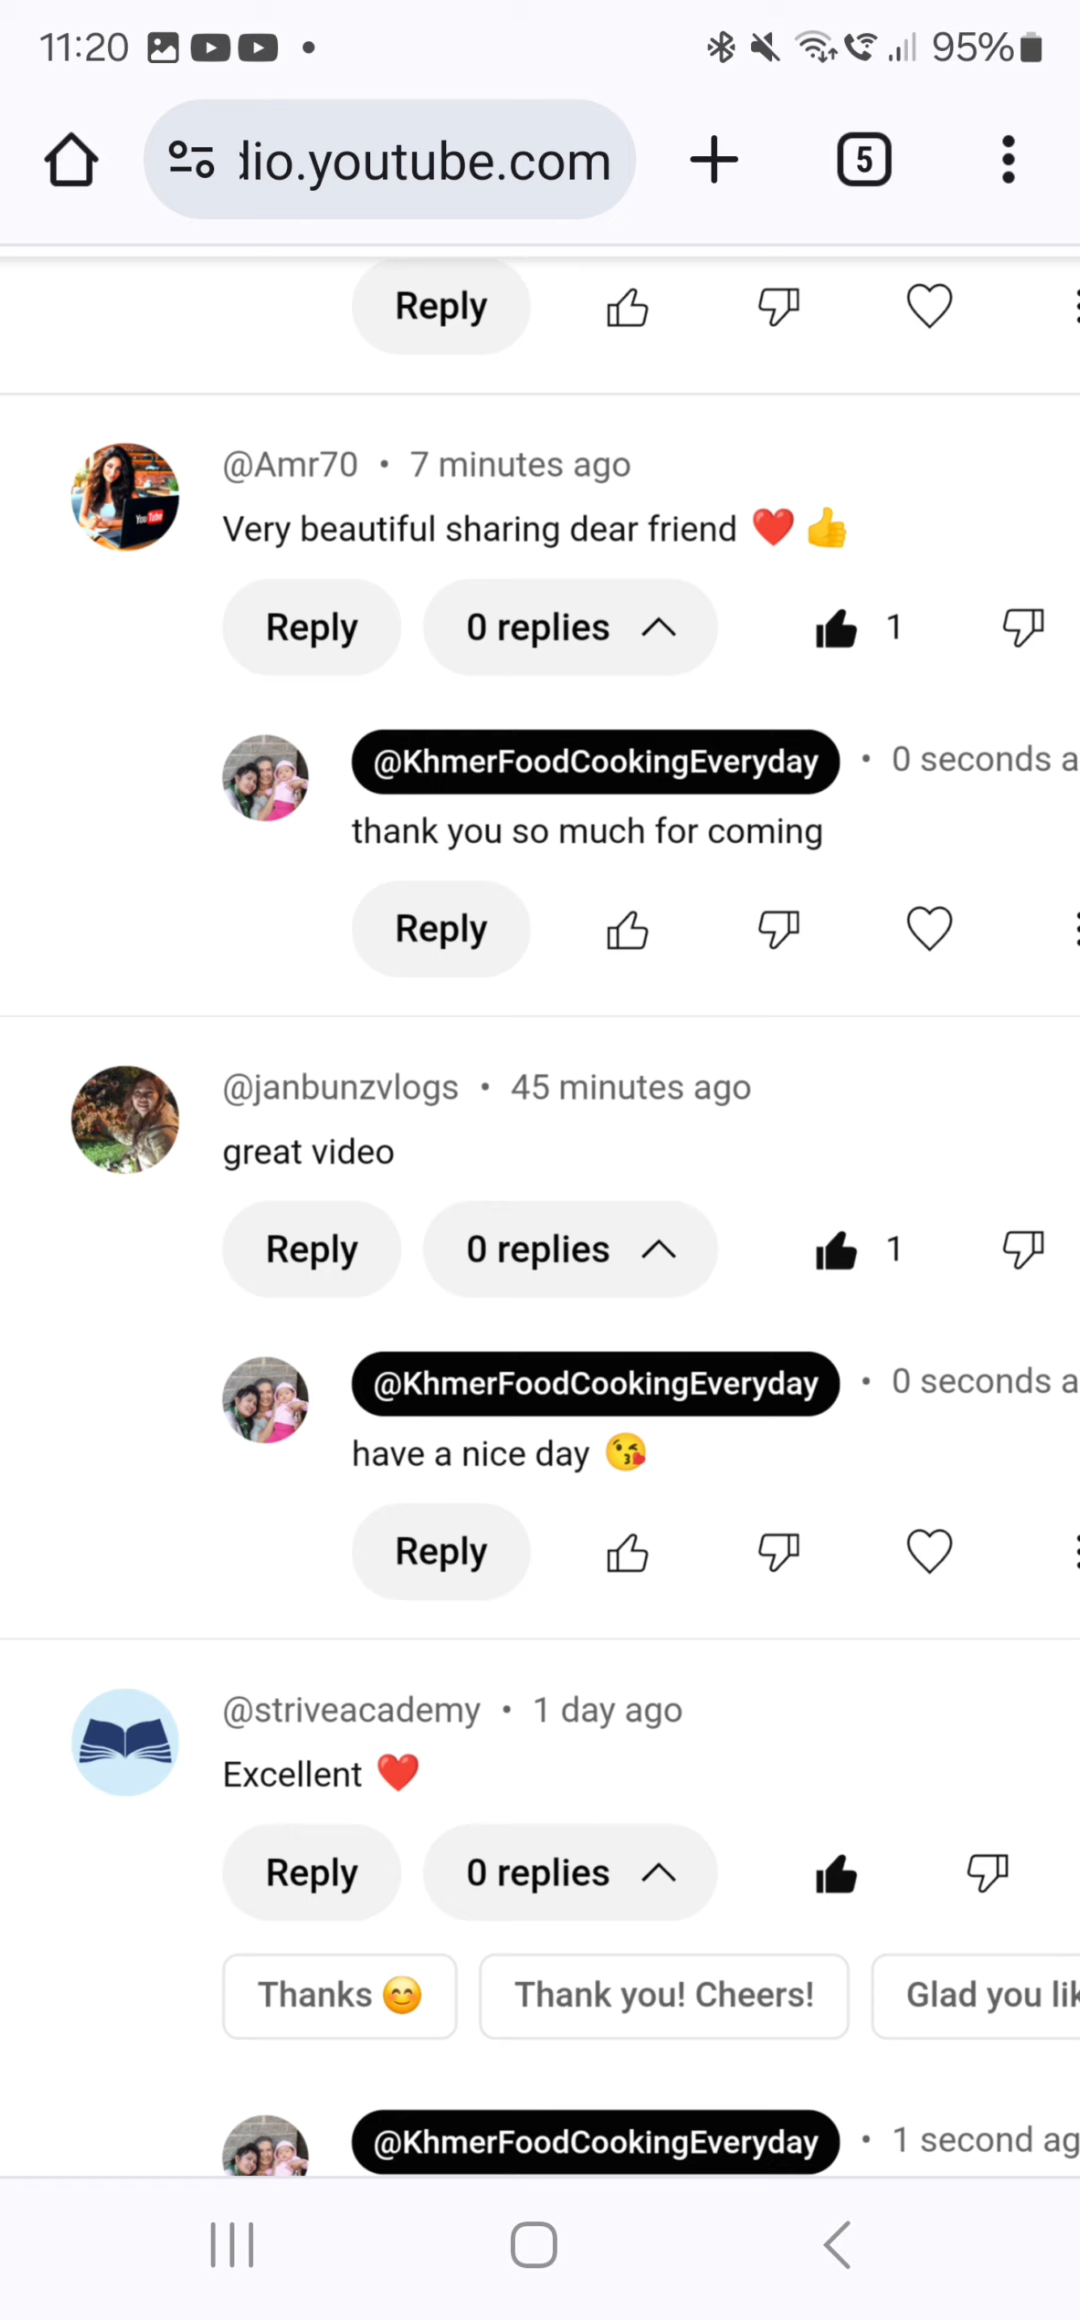 11:20 95%
dio.youtube.com 5
Reply
@Amr70 • 7 minutes ago
Very beautiful sharing dear friend ❤️ 👍
Reply 0 replies 1
@KhmerFoodCookingEveryday • 0 seconds a
thank you so much for coming
Reply
@janbunzvlogs • 45 minutes ago
great video
Reply 0 replies 1
@KhmerFoodCookingEveryday • 0 seconds a
have a nice day 😘
Reply
@striveacademy • 1 day ago
Excellent ❤️
Reply 0 replies
Thanks 😊 Thank you! Cheers! Glad you lik
@KhmerFoodCookingEveryday • 1 second ag